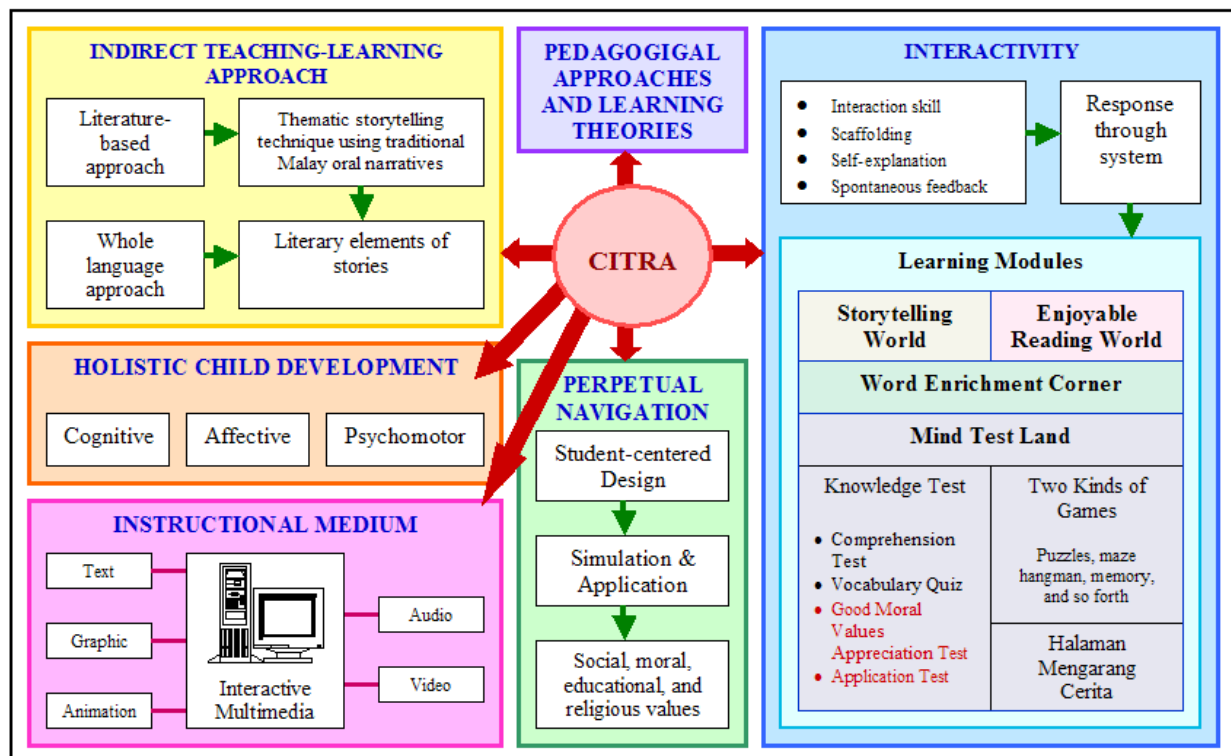 INDIRECT TEACHING-LEARNING
APPROACH
Literature-
based approach
Thematic storytelling
technique using traditional
Malay oral narratives
Whole
language
approach
Literary elements of
stories
PEDAGOGIGAL
APPROACHES
AND LEARNING
THEORIES
CITRA
INTERACTIVITY
● Interaction skill
● Scaffolding
● Self-explanation
● Spontaneous feedback
Response
through
system
Learning Modules
Storytelling
World
Enjoyable
Reading World
Word Enrichment Corner
Mind Test Land
Knowledge Test
● Comprehension
Test
● Vocabulary Quiz
● Good Moral
Values
Appreciation Test
● Application Test
Two Kinds of
Games
Puzzles, maze
hangman, memory,
and so forth
Halaman
Mengarang
Cerita
HOLISTIC CHILD DEVELOPMENT
Cognitive
Affective
Psychomotor
INSTRUCTIONAL MEDIUM
Text
Graphic
Animation
Interactive
Multimedia
Audio
Video
PERPETUAL
NAVIGATION
Student-centered
Design
Simulation &
Application
Social, moral,
educational, and
religious values